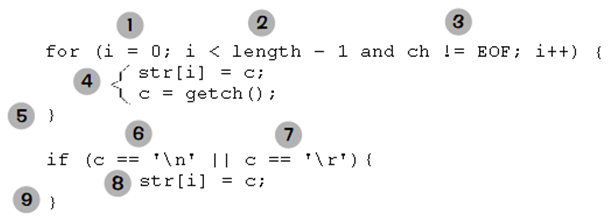 1 2 3
for (i = 0; i < length - 1 and ch != EOF; i++) {
4 str[i] = c;
c = getch();
5 }
6 7
if (c == '\n' || c == '\r') {
8 str[i] = c;
9 }